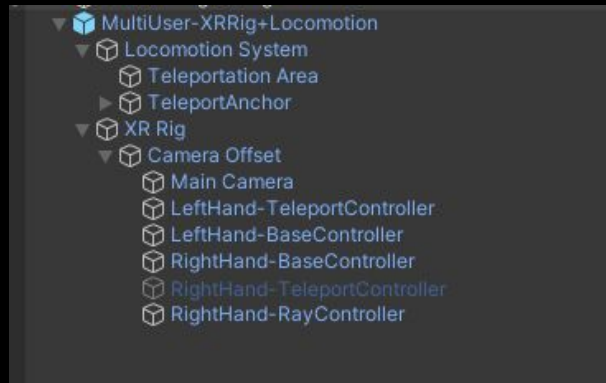 MultiUser-XRRig+Locomotion
Locomotion System
Teleportation Area
TeleportAnchor
XR Rig
Camera Offset
Main Camera
LeftHand-TeleportController
LeftHand-BaseController
RightHand-BaseController
RightHand-TeleportController
RightHand-RayController